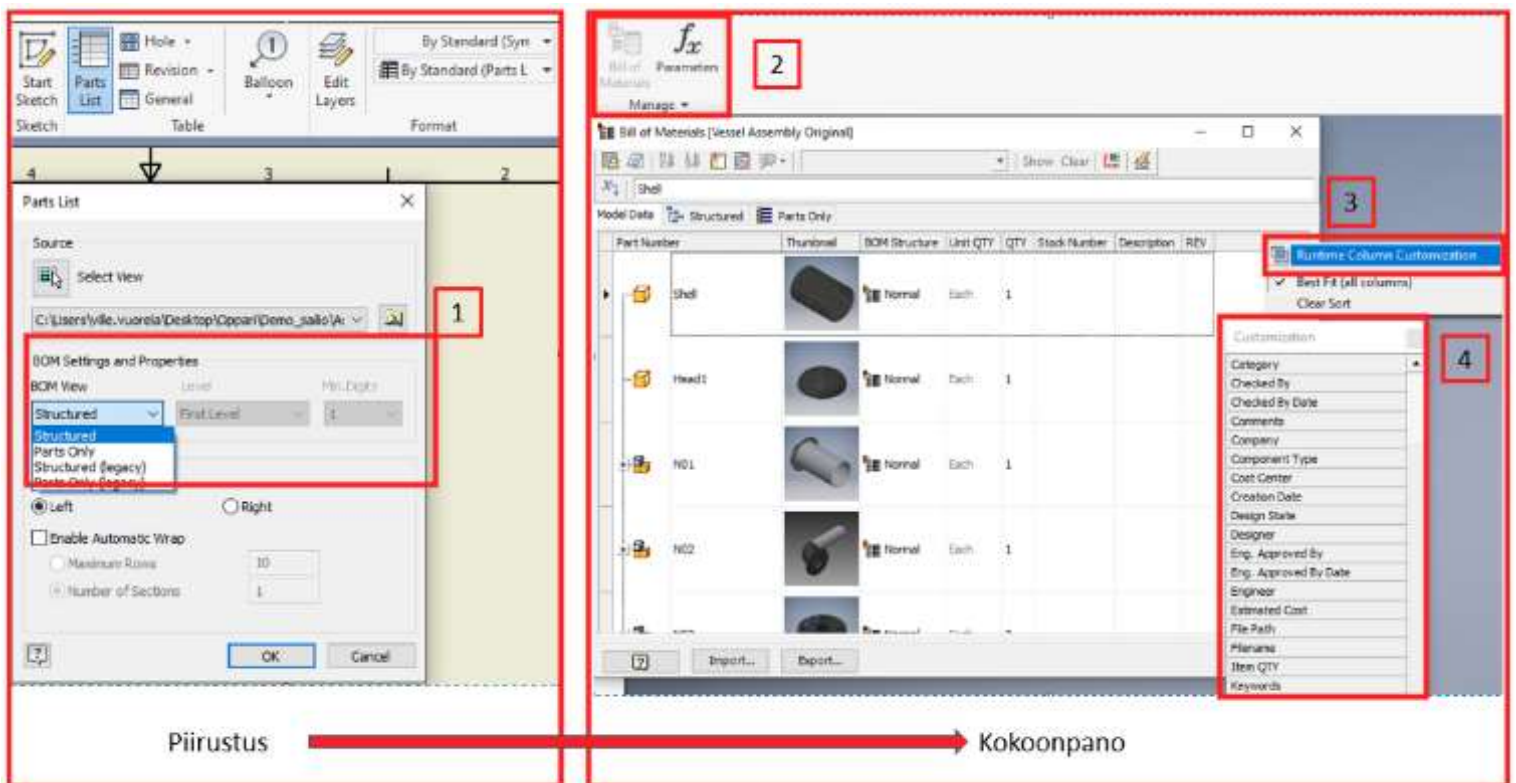 Start
Sketch
Parts
List
Hole
Revision
General
Balloon
Edit
Layers
By Standard (Sym
By Standard (Parts L
Sketch
Table
Format
4
3
2
Parts List
Source
Select View
C:\Users\ville.vuorela\Desktop\Oppari\Demo_sailio\A:
1
BOM Settings and Properties
BOM View
Level
Min.Digits
Structured
First Level
1
Structured
Parts Only
Structured (legacy)
Parts Only (legacy)
Left
Right
Enable Automatic Wrap
Maximum Rows
10
Number of Sections
1
OK
Cancel
Piirustus
Bill of
Materials
Parameters
Manage
2
Bill of Materials [Vessel Assembly Original]
Show Clear
Shell
Model Data Structured Parts Only
Part Number Thumbnail BOM Structure Unit QTY QTY Stock Number Description REV
Shell Normal Each 1
Head1 Normal Each 1
N01 Normal Each 1
N02 Normal Each 1
Import...
Export...
3
Runtime Column Customization
Best Fit (all columns)
Clear Sort
4
Customization
Category
Checked By
Checked By Date
Comments
Company
Component Type
Cost Center
Creation Date
Design State
Designer
Eng. Approved By
Eng. Approved By Date
Engineer
Estimated Cost
File Path
Filename
Item QTY
Keywords
Kokoonpano